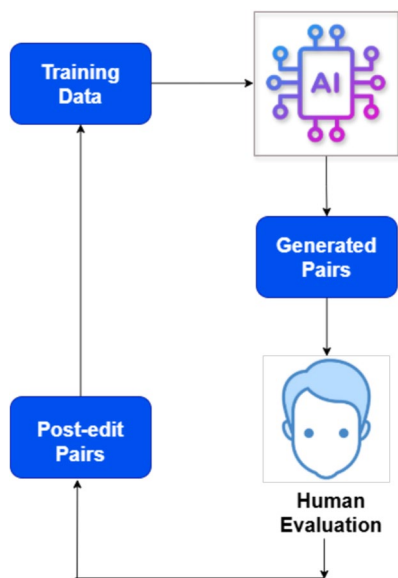 Training
Data
AI
Generated
Pairs
Post-edit
Pairs
Human
Evaluation